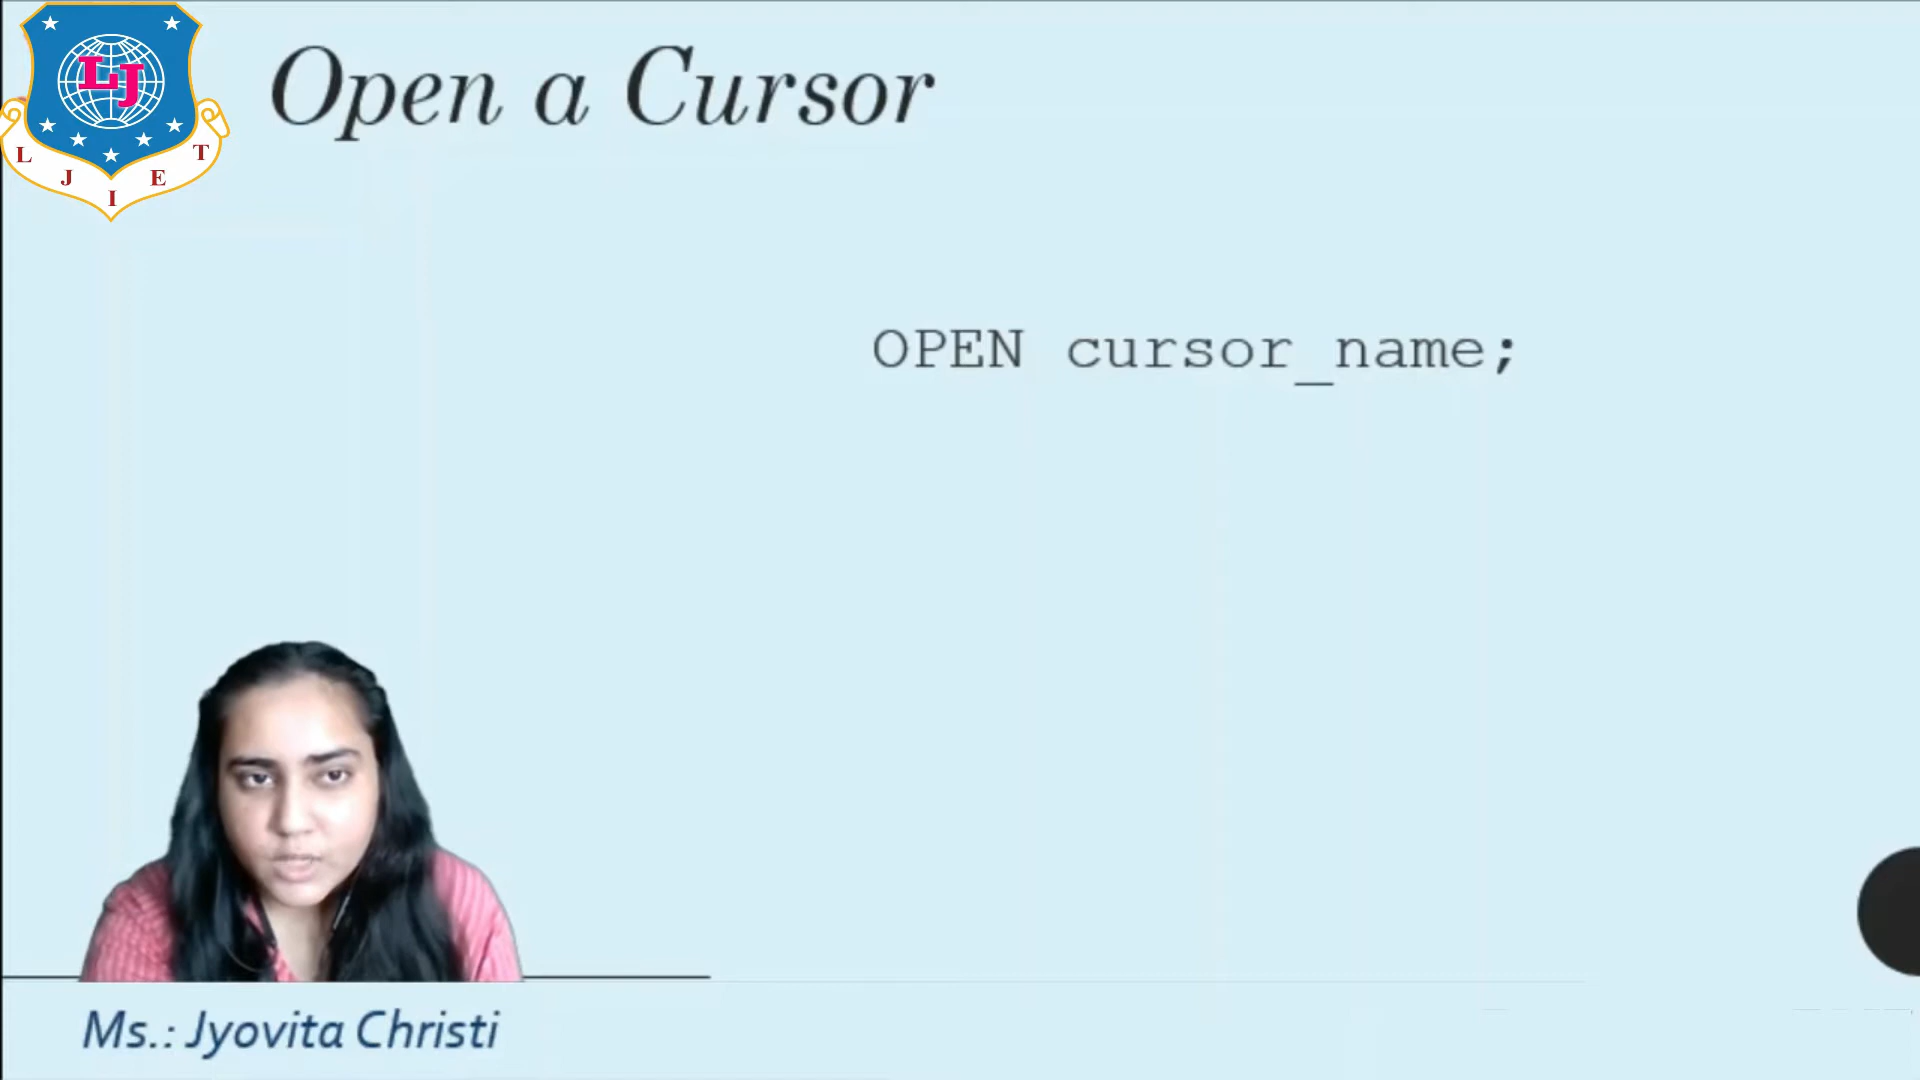 LJ
L J I E T
Open a Cursor
OPEN cursor_name;
Ms.: Jyovita Christi